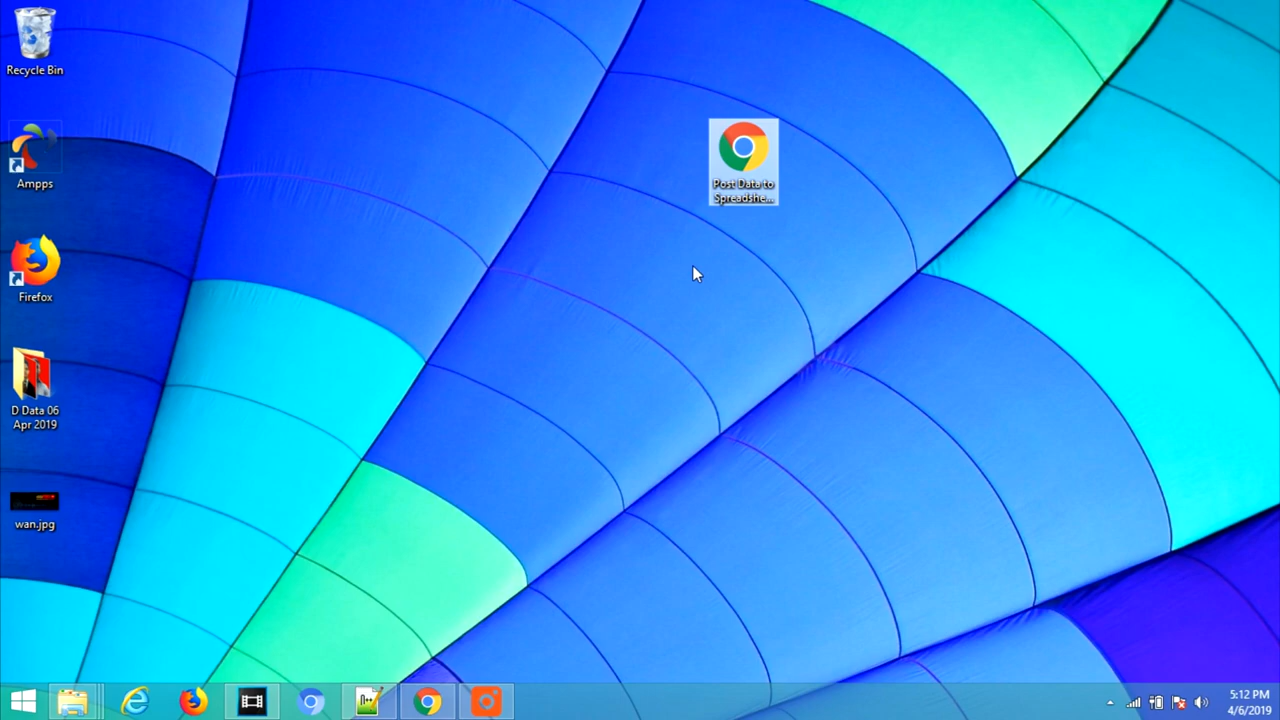 Recycle Bin
Ampps
Firefox
D Data 06
Apr 2019
wan.jpg
Post Data to
Spreadshe...
5:12 PM
4/6/2019